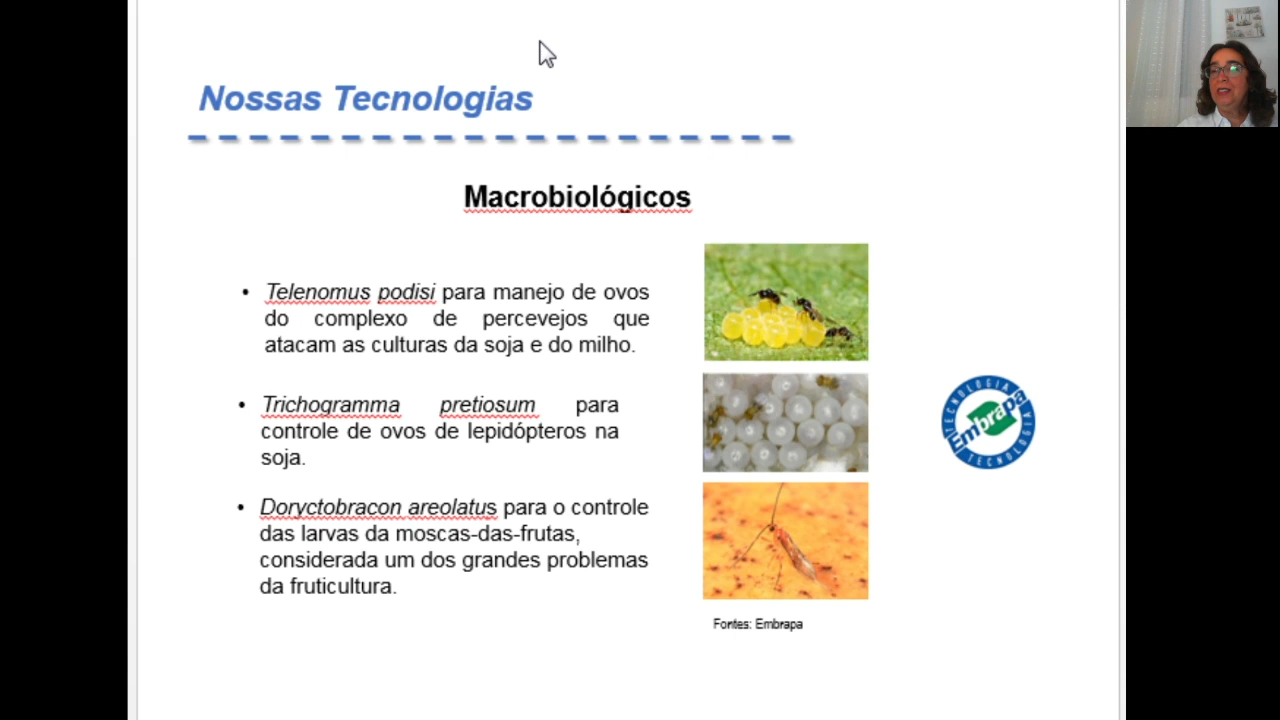 Nossas Tecnologias
Macrobiológicos
• Telenomus podisi para manejo de ovos
do complexo de percevejos que
atacam as culturas da soja e do milho.
• Trichogramma pretiosum para
controle de ovos de lepidópteros na
soja.
• Doryctobracon areolatus para o controle
das larvas da moscas-das-frutas,
considerada um dos grandes problemas
da fruticultura.
TECNOLOGIA
Embrapa
TECNOLOGIA
Fontes: Embrapa